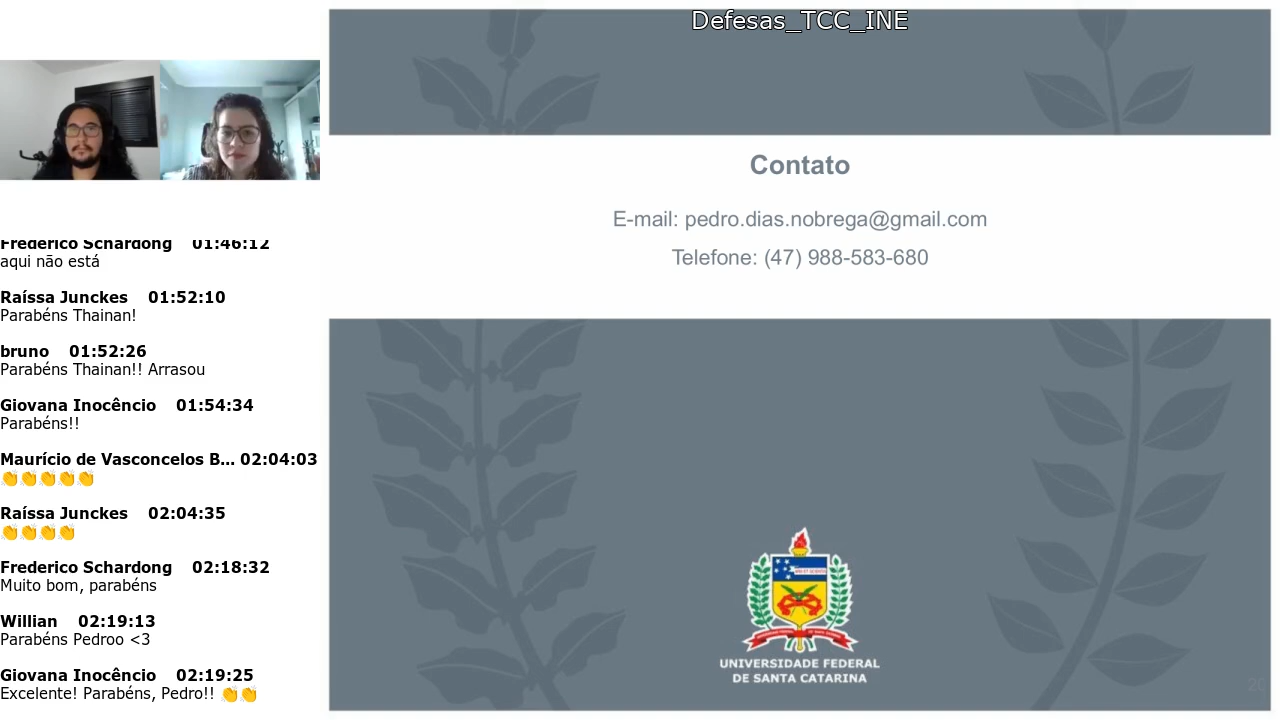 Defesas_TCC_INE
Frederico Schardong 01:46:12
aqui não está
Raíssa Junckes 01:52:10
Parabéns Thainan!
bruno 01:52:26
Parabéns Thainan!! Arrasou
Giovana Inocêncio 01:54:34
Parabéns!!
Maurício de Vasconcelos B... 02:04:03
👏👏👏👏👏
Raíssa Junckes 02:04:35
👏👏👏👏
Frederico Schardong 02:18:32
Muito bom, parabéns
Willian 02:19:13
Parabéns Pedroo <3
Giovana Inocêncio 02:19:25
Excelente! Parabéns, Pedro!! 👏👏
Contato
E-mail: pedro.dias.nobrega@gmail.com
Telefone: (47) 988-583-680
UNIVERSIDADE FEDERAL
DE SANTA CATARINA